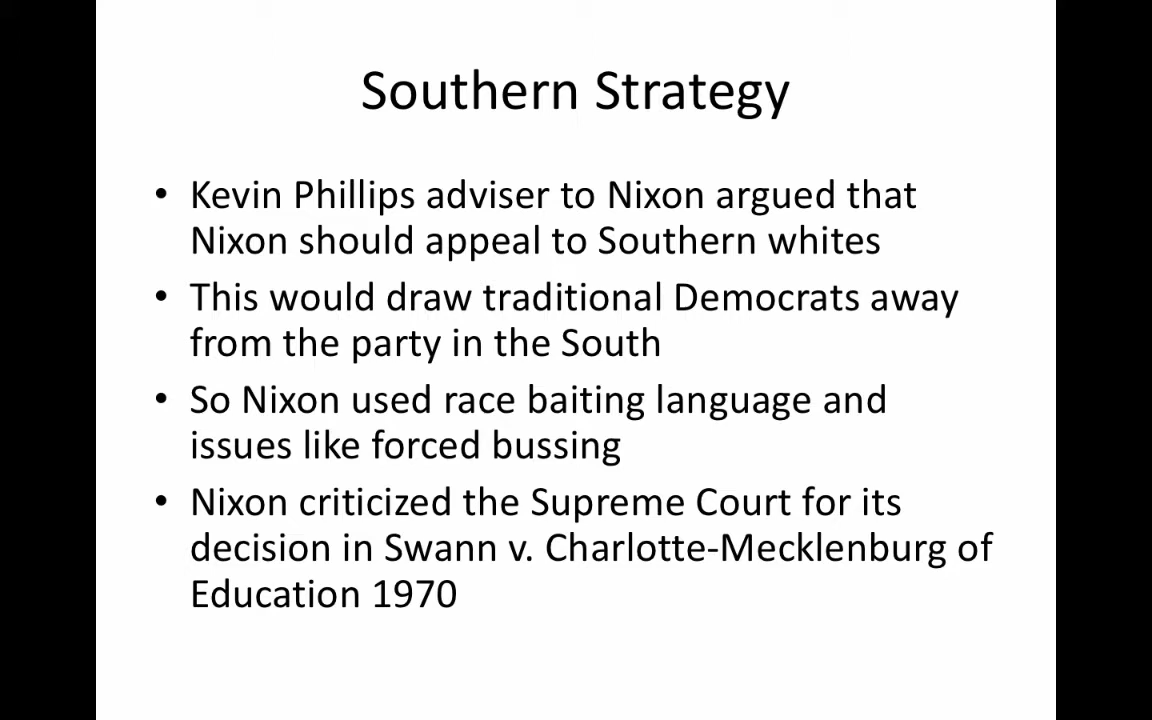 Southern Strategy
• Kevin Phillips adviser to Nixon argued that
Nixon should appeal to Southern whites
• This would draw traditional Democrats away
from the party in the South
• So Nixon used race baiting language and
issues like forced bussing
• Nixon criticized the Supreme Court for its
decision in Swann v. Charlotte-Mecklenburg of
Education 1970